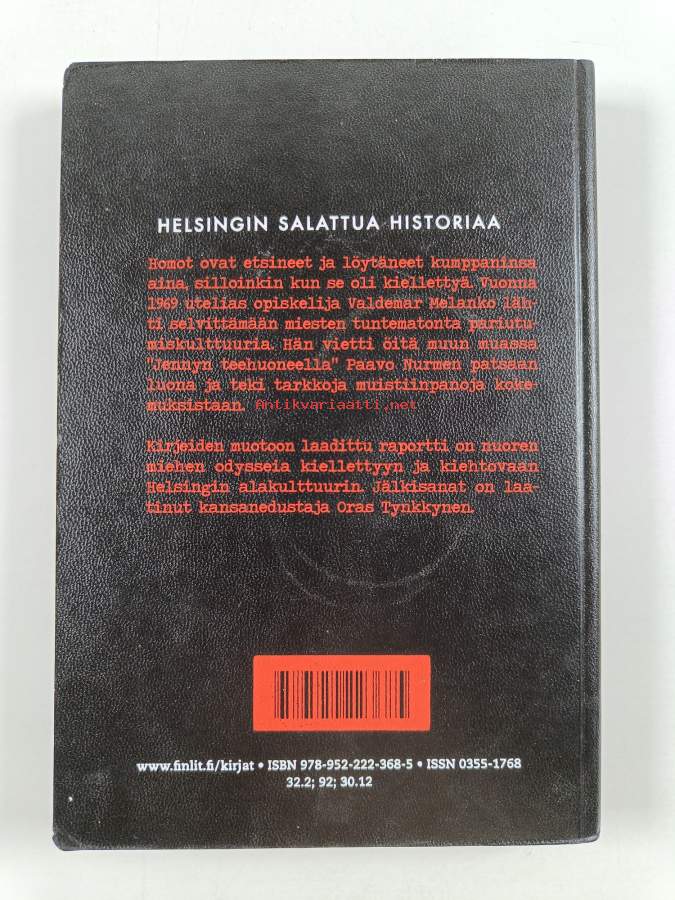 HELSINGIN SALATTUA HISTORIAA
Homot ovat etsineet ja löytäneet kumppaninsa
aina, silloinkin kun se oli kiellettyä. Vuonna
1969 utelias opiskelija Valdemar Melanko läh-
ti selvittämään miesten tuntematonta pariutu-
miskulttuuria. Hän vietti öitä muun muassa
"Jennyn teehuoneella" Paavo Nurmen patsaan
luona ja teki tarkkoja muistiinpanoja koke-
muksistaan.
Antikvariaatti.net
Kirjeiden muotoon laadittu raportti on nuoren
miehen odysseia kiellettyyn ja kiehtovaan
Helsingin alakulttuurin. Jälkisanat on laa-
tinut kansanedustaja Oras Tynkkynen.
www.finlit.fi/kirjat • ISBN 978-952-222-368-5 • ISSN 0355-1768
32.2; 92; 30.12